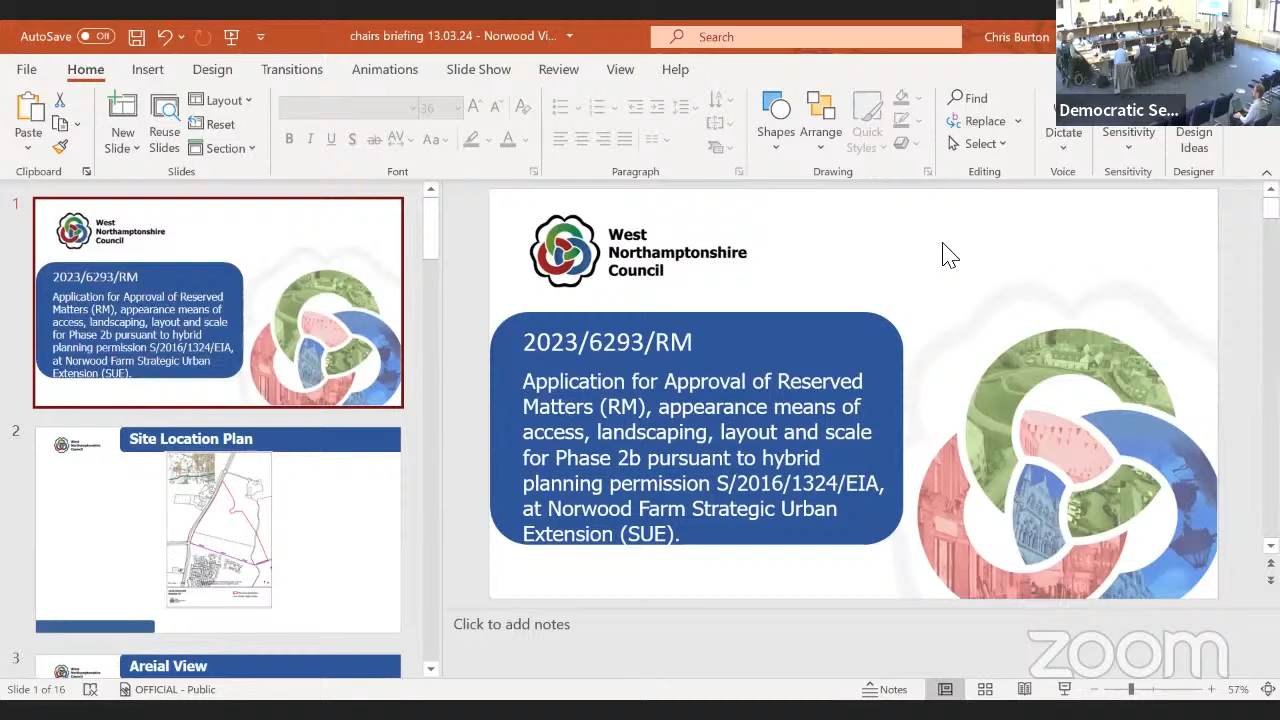 AutoSave Off
chairs briefing 13.03.24 - Norwood Vi...
Search
Chris Burton
Democratic Se...
File Home Insert Design Transitions Animations Slide Show Review View Help
Paste
New
Slide
Reuse
Slides
Layout
Reset
Section
36
Shapes
Arrange
Quick
Styles
Find
Replace
Select
Dictate
Sensitivity
Design
Ideas
Clipboard
Slides
Font
Paragraph
Drawing
Editing
Voice
Sensitivity
Designer
1
West
Northamptonshire
Council
2023/6293/RM
Application for Approval of Reserved
Matters (RM), appearance means of
access, landscaping, layout and scale
for Phase 2b pursuant to hybrid
planning permission S/2016/1324/EIA,
at Norwood Farm Strategic Urban
Extension (SUE).
2
West
Northamptonshire
Council
Site Location Plan
3
West
Northamptonshire
Council
Areial View
West
Northamptonshire
Council
2023/6293/RM
Application for Approval of Reserved
Matters (RM), appearance means of
access, landscaping, layout and scale
for Phase 2b pursuant to hybrid
planning permission S/2016/1324/EIA,
at Norwood Farm Strategic Urban
Extension (SUE).
Click to add notes
zoom
Slide 1 of 16
OFFICIAL - Public
Notes
57%